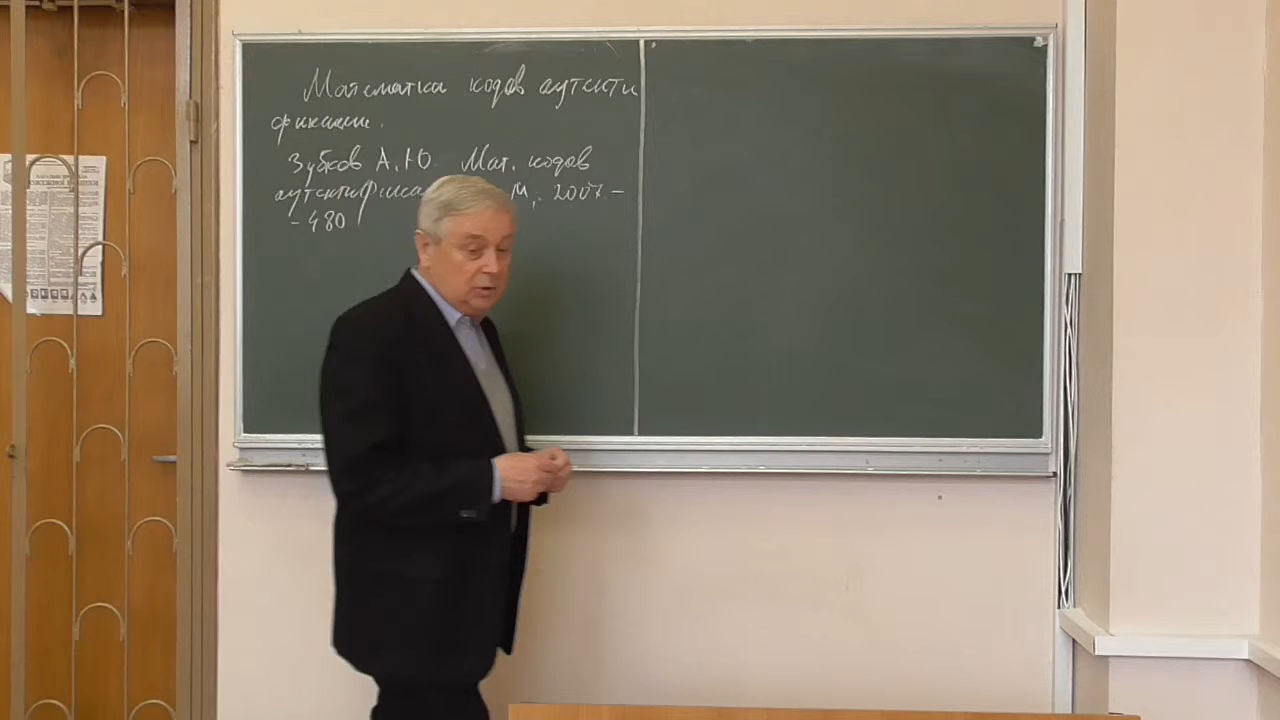 Математика кодов аутенти
фикации.
Зубков А.Ю. Мат. кодов
аутентифика М,. 2007. –
– 480